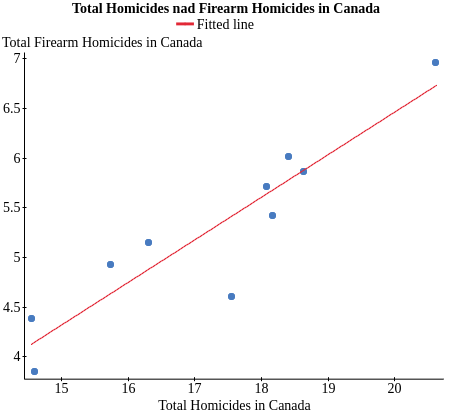 Total Homicides nad Firearm Homicides in Canada
Fitted line
Total Firearm Homicides in Canada
7
6.5
6
5.5
5
4.5
4
15 16 17 18 19 20
Total Homicides in Canada